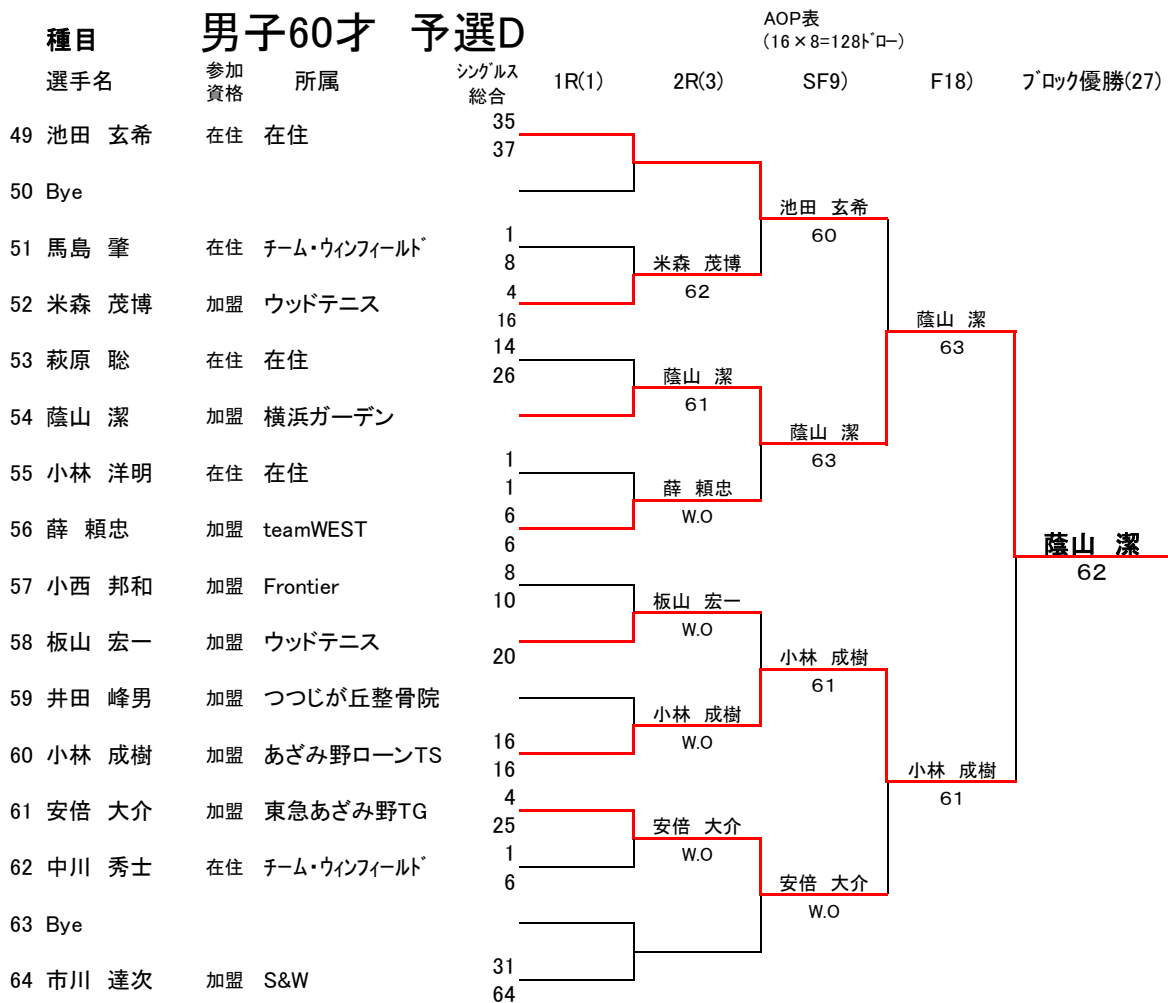 種目 男子60才 予選D AOP表
(16×8=128ﾄﾞﾛｰ)
選手名 参加資格 所属 シングルス総合 1R(1) 2R(3) SF9) F18) ブロック優勝(27)
49 池田 玄希 在住 在住 35
37
50 Bye
池田 玄希
60
51 馬島 肇 在住 チーム・ウィンフィールド 1
8
米森 茂博
62
52 米森 茂博 加盟 ウッドテニス 4
16
蔭山 潔
63
53 萩原 聡 在住 在住 14
26
蔭山 潔
61
54 蔭山 潔 加盟 横浜ガーデン
蔭山 潔
63
55 小林 洋明 在住 在住 1
1
薛 頼忠
W.O
56 薛 頼忠 加盟 teamWEST 6
6
蔭山 潔
62
57 小西 邦和 加盟 Frontier 8
10
板山 宏一
W.O
58 板山 宏一 加盟 ウッドテニス 20
小林 成樹
61
59 井田 峰男 加盟 つつじが丘整骨院
小林 成樹
W.O
60 小林 成樹 加盟 あざみ野ローンTS 16
16
小林 成樹
61
61 安倍 大介 加盟 東急あざみ野TG 4
25
安倍 大介
W.O
62 中川 秀士 在住 チーム・ウィンフィールド 1
6
安倍 大介
W.O
63 Bye
64 市川 達次 加盟 S&W 31
64